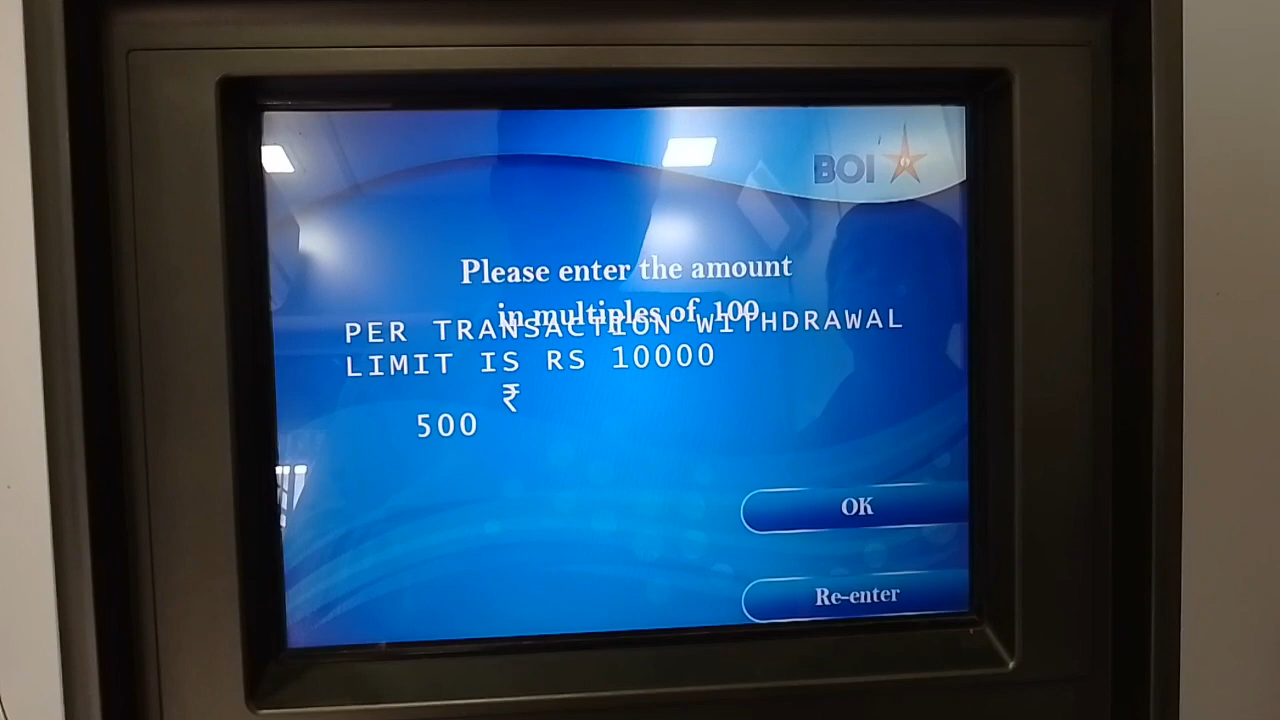 BOI
Please enter the amount
in multiples of 100
PER TRANSACTION WITHDRAWAL
LIMIT IS RS 10000
₹
500
OK
Re-enter